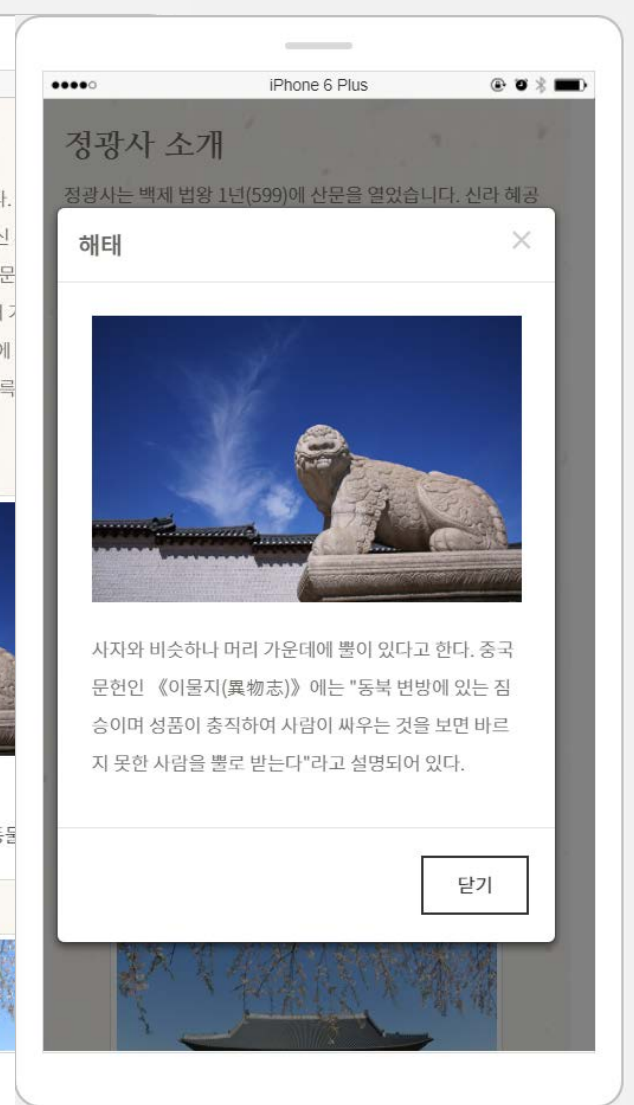 iPhone 6 Plus
정광사 소개
정광사는 백제 법왕 1년(599)에 산문을 열었습니다. 신라 혜공
해태
×
사자와 비슷하나 머리 가운데에 뿔이 있다고 한다. 중국
문헌인 《이물지(異物志)》에는 "동북 변방에 있는 짐
승이며 성품이 충직하여 사람이 싸우는 것을 보면 바르
지 못한 사람을 뿔로 받는다"라고 설명되어 있다.
닫기